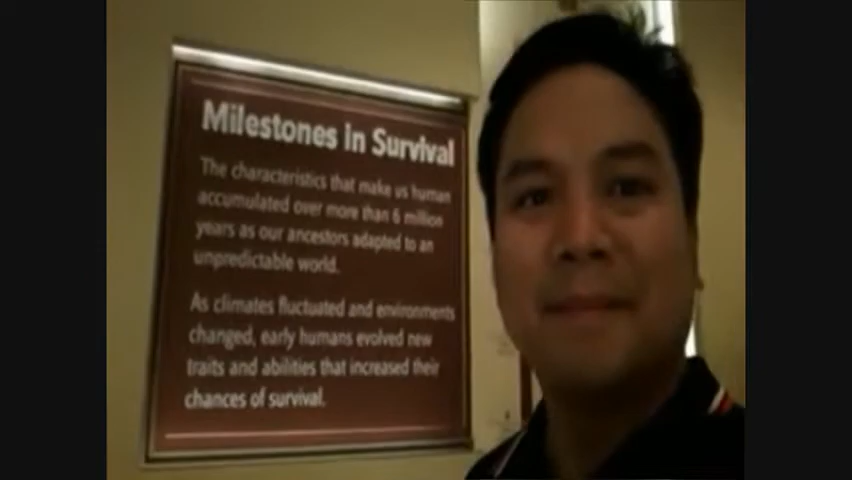 Milestones in Survival
The characteristics that make us human
accumulated over more than 6 million
years as our ancestors adapted to an
unpredictable world.
As climates fluctuated and environments
changed, early humans evolved new
traits and abilities that increased their
chances of survival.